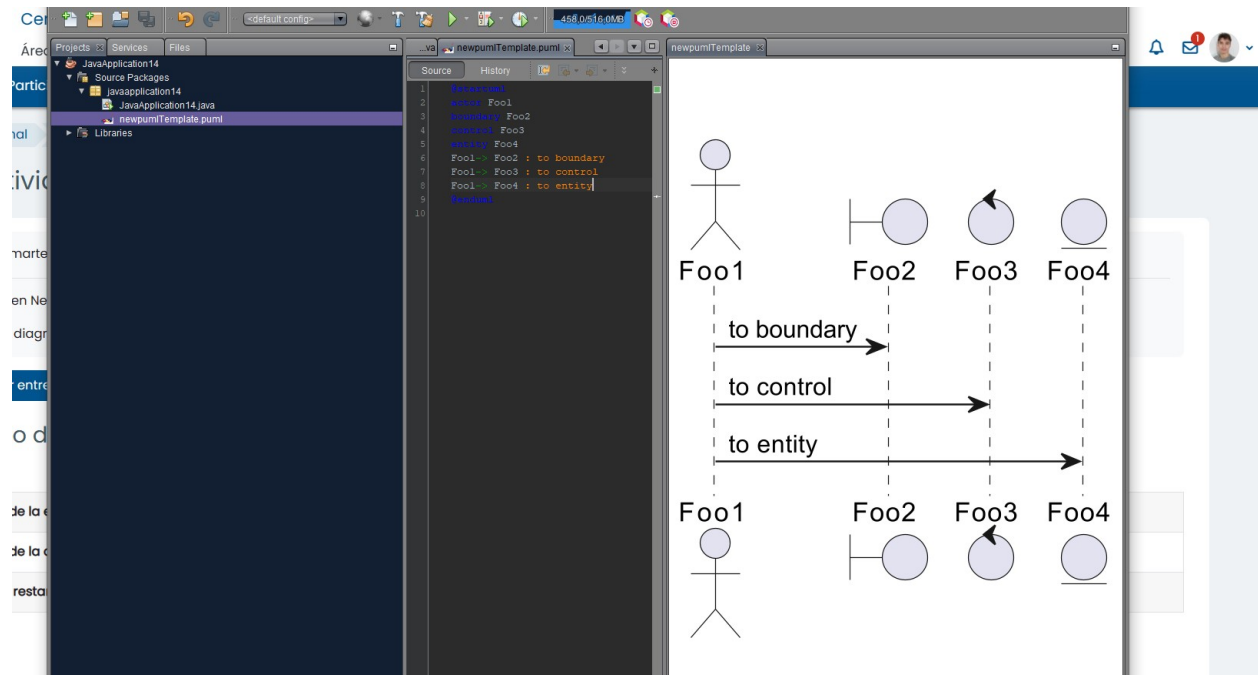 Cer
<default config>
458,0/516,0MB
Áre
Projects
Services
Files
...va
newpumlTemplate.puml
newpumlTemplate
1
Partic
JavaApplication14
Source Packages
javaapplication14
JavaApplication14.java
newpumlTemplate.puml
Libraries
Source
History
1 @startuml
2 actor Foo1
3 boundary Foo2
4 control Foo3
5 entity Foo4
6 Foo1-> Foo2 : to boundary
7 Foo1-> Foo3 : to control
8 Foo1-> Foo4 : to entity
9 @enduml
10
nal
ivic
marte
en Ne
diagr
entre
o d
de la e
de la c
resta
Foo1 Foo2 Foo3 Foo4
to boundary
to control
to entity
Foo1 Foo2 Foo3 Foo4